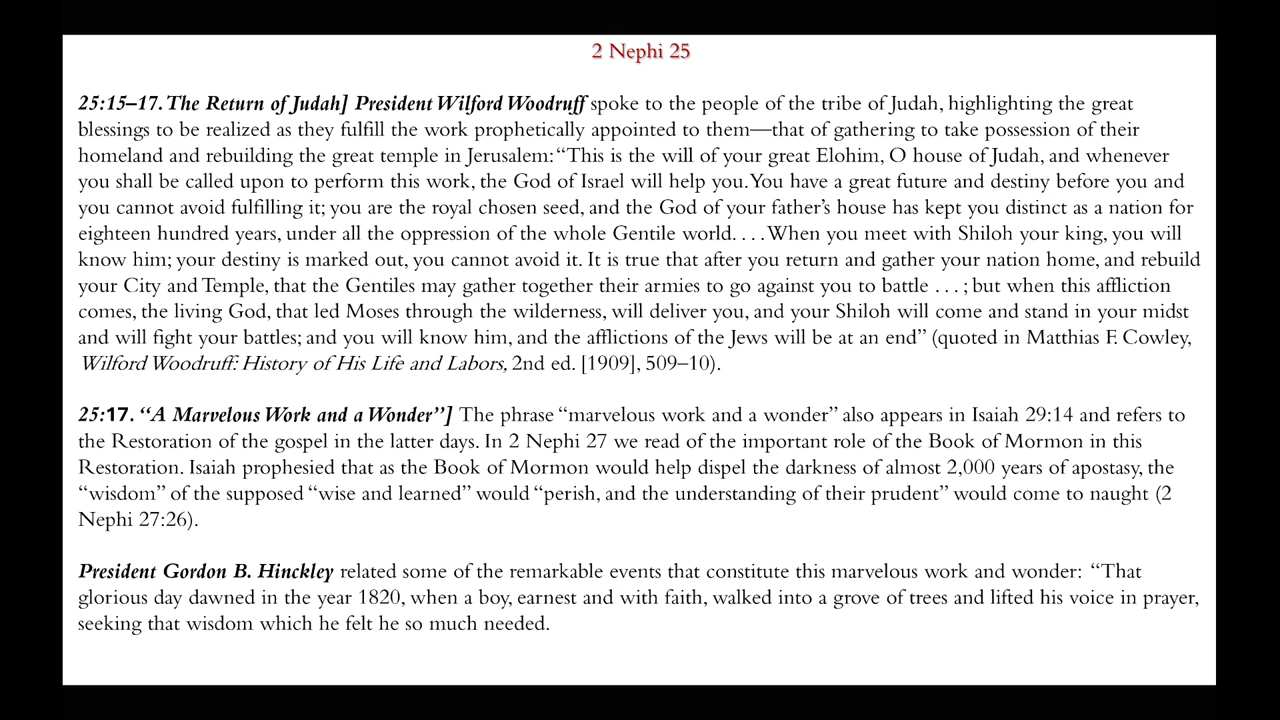 2 Nephi 25
25:15–17. The Return of Judah] President Wilford Woodruff spoke to the people of the tribe of Judah, highlighting the great
blessings to be realized as they fulfill the work prophetically appointed to them—that of gathering to take possession of their
homeland and rebuilding the great temple in Jerusalem: “This is the will of your great Elohim, O house of Judah, and whenever
you shall be called upon to perform this work, the God of Israel will help you. You have a great future and destiny before you and
you cannot avoid fulfilling it; you are the royal chosen seed, and the God of your father’s house has kept you distinct as a nation for
eighteen hundred years, under all the oppression of the whole Gentile world. . . . When you meet with Shiloh your king, you will
know him; your destiny is marked out, you cannot avoid it. It is true that after you return and gather your nation home, and rebuild
your City and Temple, that the Gentiles may gather together their armies to go against you to battle . . . ; but when this affliction
comes, the living God, that led Moses through the wilderness, will deliver you, and your Shiloh will come and stand in your midst
and will fight your battles; and you will know him, and the afflictions of the Jews will be at an end” (quoted in Matthias F. Cowley,
Wilford Woodruff: History of His Life and Labors, 2nd ed. [1909], 509–10).
25:17. “A Marvelous Work and a Wonder”] The phrase “marvelous work and a wonder” also appears in Isaiah 29:14 and refers to
the Restoration of the gospel in the latter days. In 2 Nephi 27 we read of the important role of the Book of Mormon in this
Restoration. Isaiah prophesied that as the Book of Mormon would help dispel the darkness of almost 2,000 years of apostasy, the
“wisdom” of the supposed “wise and learned” would “perish, and the understanding of their prudent” would come to naught (2
Nephi 27:26).
President Gordon B. Hinckley related some of the remarkable events that constitute this marvelous work and wonder: “That
glorious day dawned in the year 1820, when a boy, earnest and with faith, walked into a grove of trees and lifted his voice in prayer,
seeking that wisdom which he felt he so much needed.